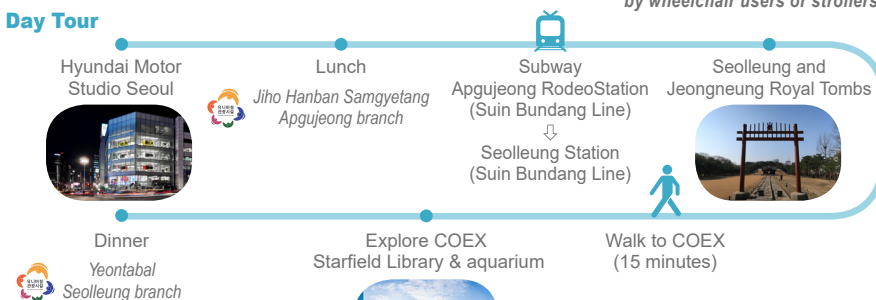 by wheelchair users or strollers
Day Tour
Hyundai Motor
Studio Seoul
Lunch
Jiho Hanban Samgyetang
Apgujeong branch
Subway
Apgujeong RodeoStation
(Suin Bundang Line)
Seolleung Station
(Suin Bundang Line)
Seolleung and
Jeongneung Royal Tombs
Dinner
Yeontabal
Seolleung branch
Explore COEX
Starfield Library & aquarium
Walk to COEX
(15 minutes)